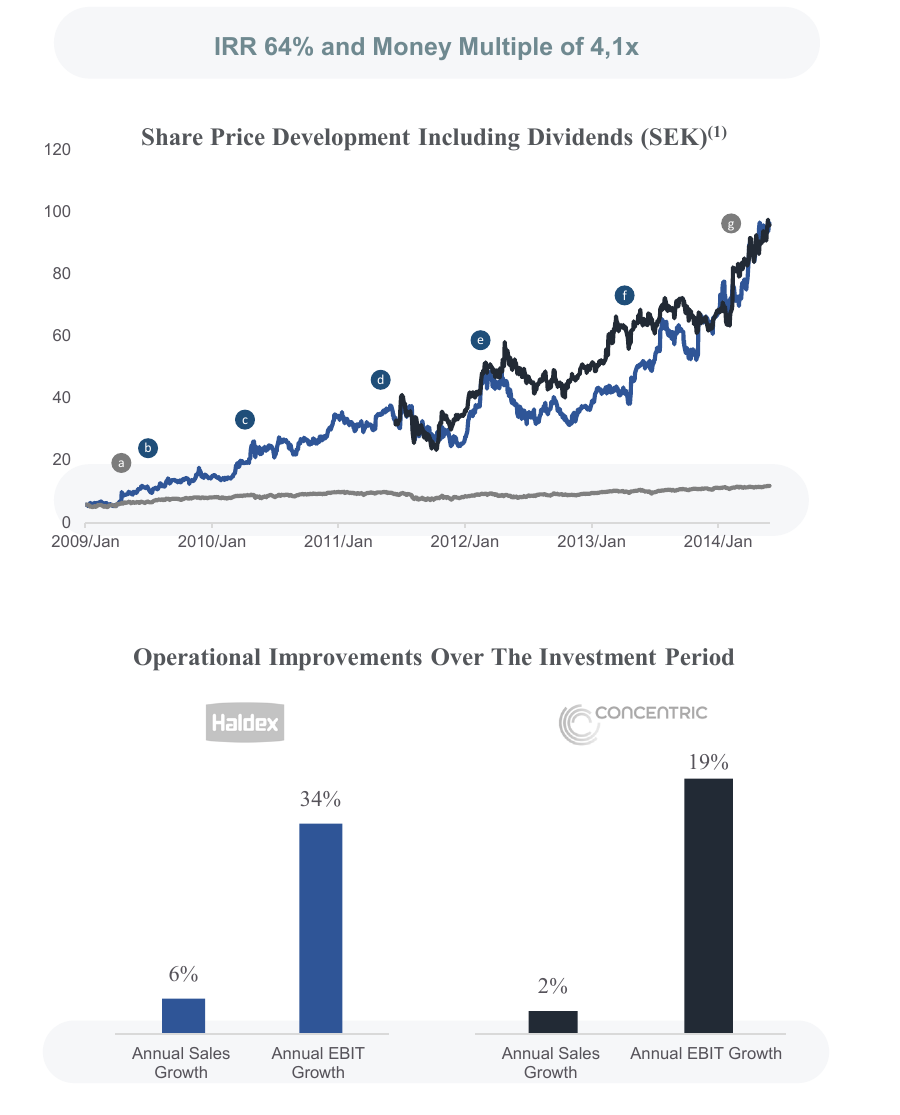 IRR 64% and Money Multiple of 4,1x
Share Price Development Including Dividends (SEK)(1)
120
100
80
60
40
20
0
a
b
c
d
e
f
g
2009/Jan 2010/Jan 2011/Jan 2012/Jan 2013/Jan 2014/Jan
Operational Improvements Over The Investment Period
Haldex
CONCENTRIC
6%
34%
2%
19%
Annual Sales
Growth
Annual EBIT
Growth
Annual Sales
Growth
Annual EBIT Growth